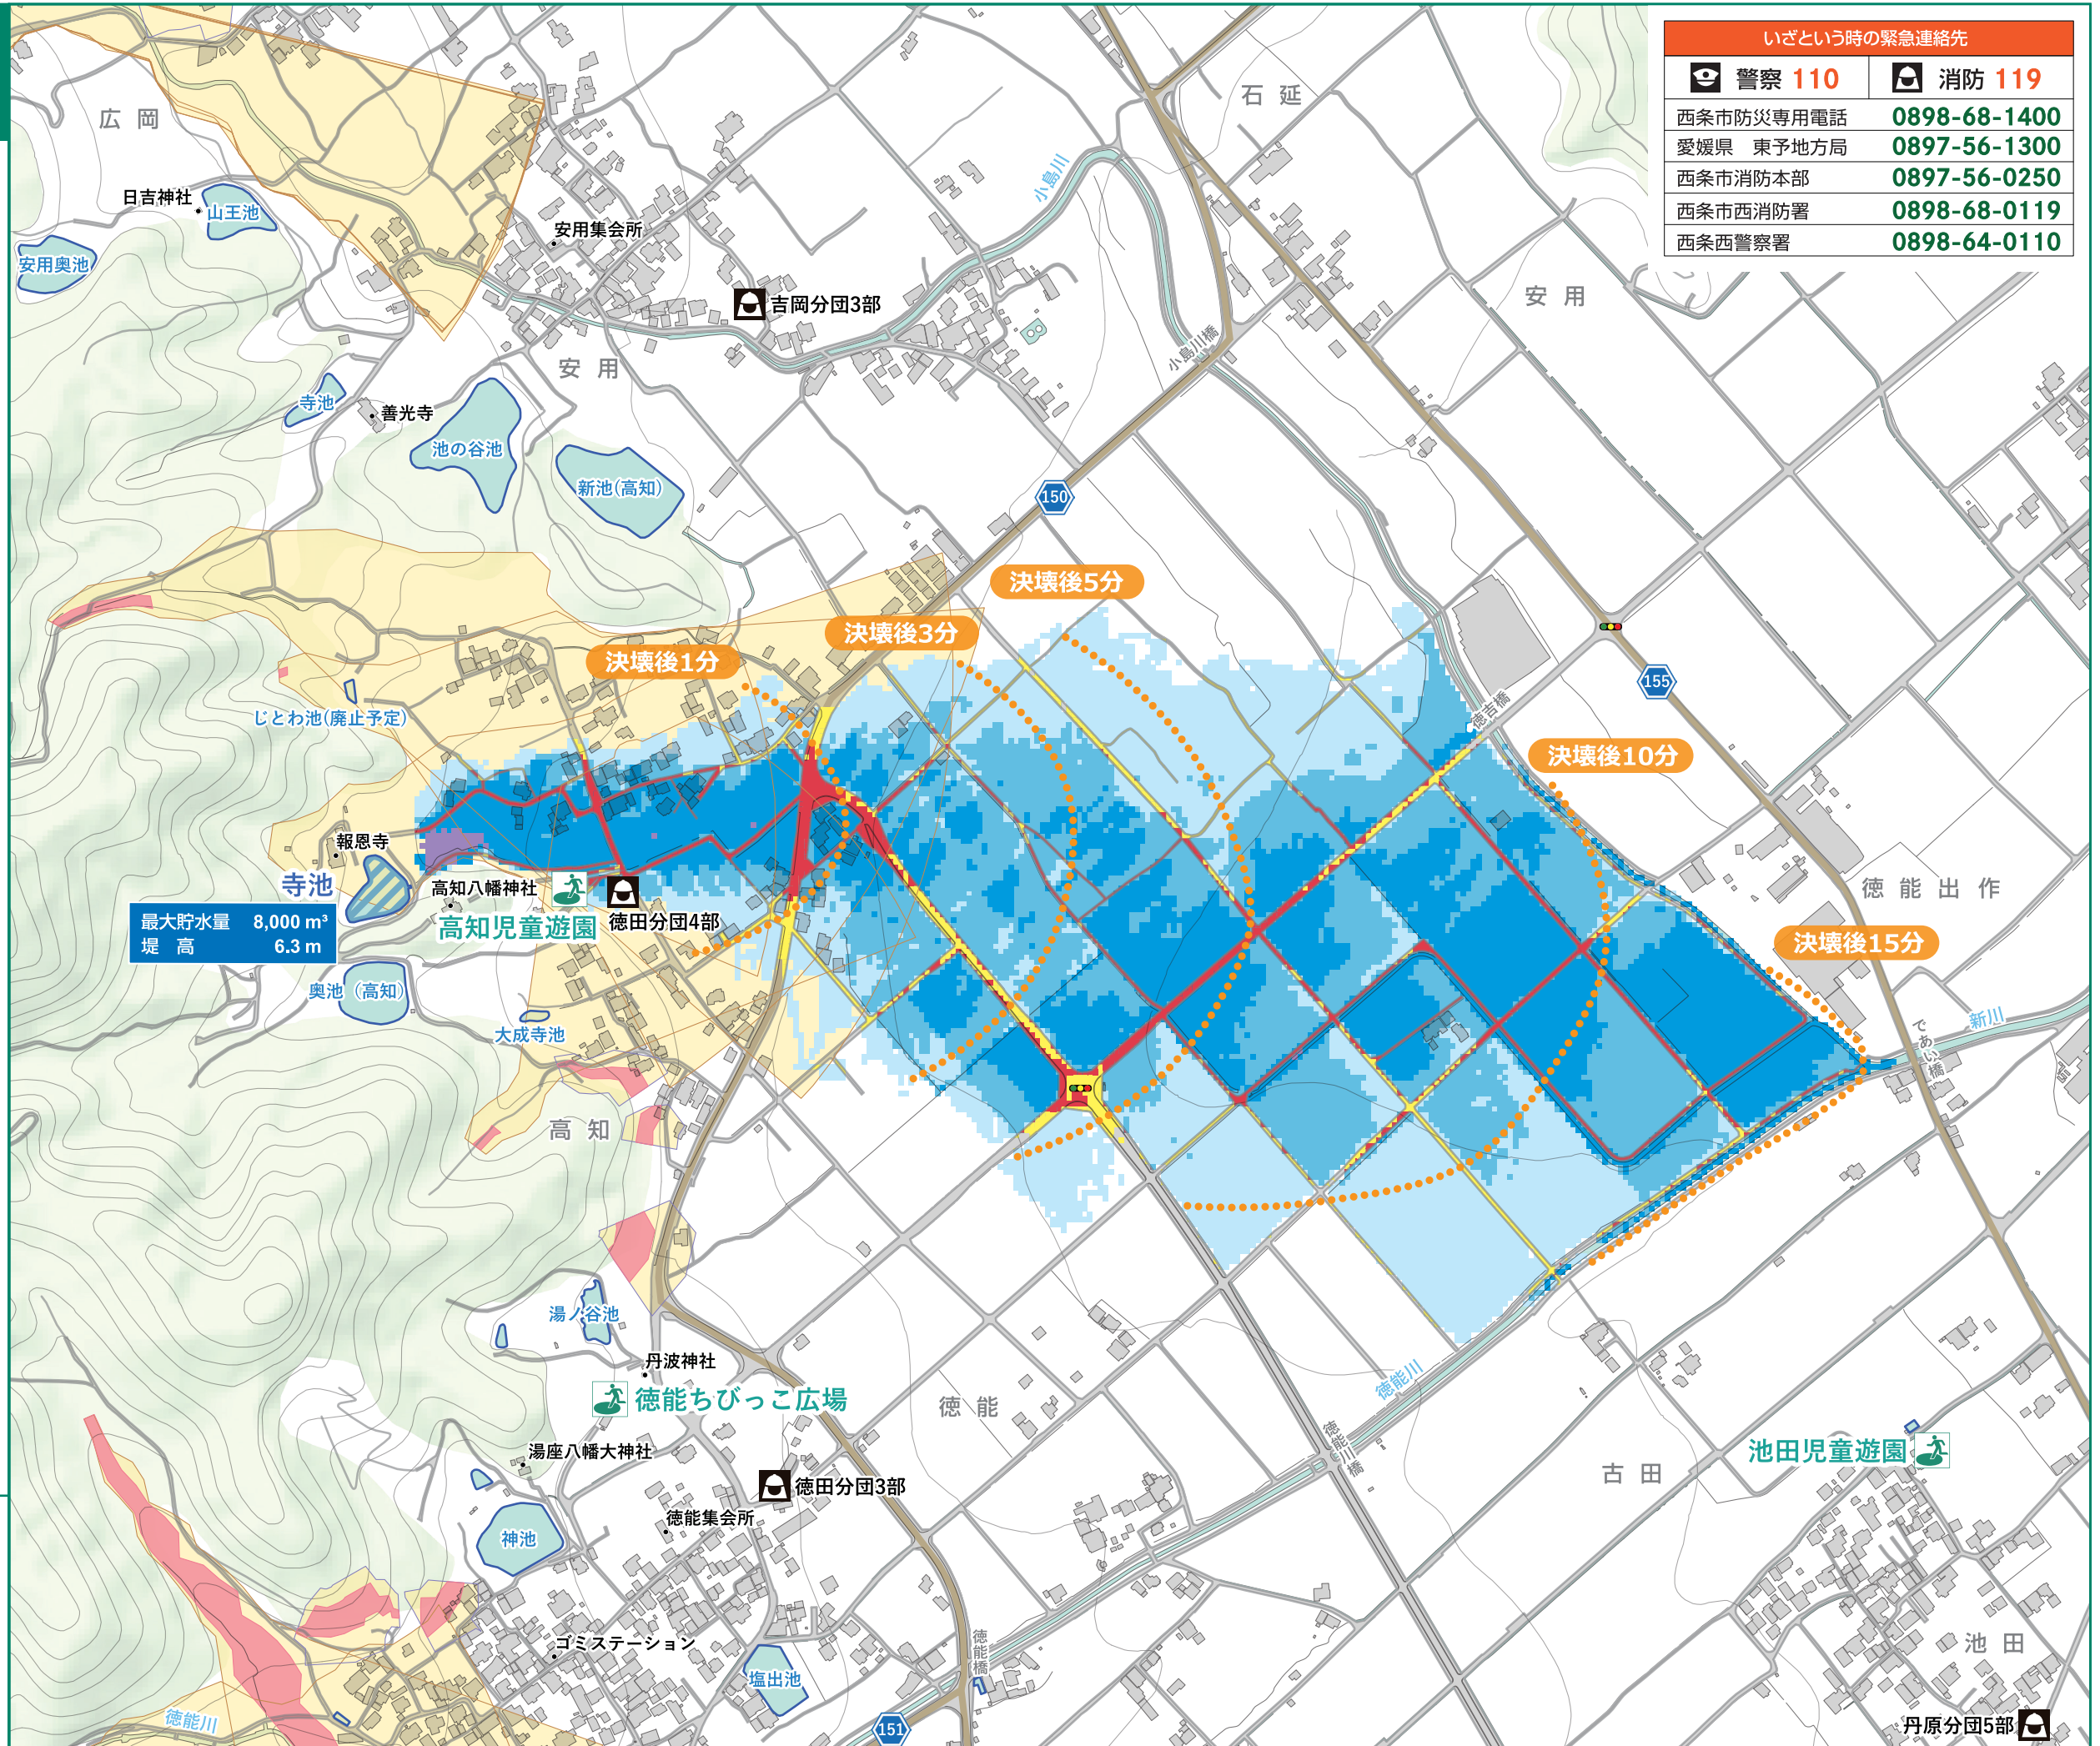 いざという時の緊急連絡先
警察 110
消防 119
西条市防災専用電話 0898-68-1400
愛媛県　東予地方局 0897-56-1300
西条市消防本部 0897-56-0250
西条市西消防署 0898-68-0119
西条西警察署 0898-64-0110
広岡
石延
日吉神社
山王池
小島川
安用集会所
安用奥池
安用
吉岡分団3部
小島川橋
安用
寺池
善光寺
池の谷池
新池(高知)
150
決壊後5分
決壊後3分
決壊後1分
155
じとわ池(廃止予定)
徳吉橋
決壊後10分
報恩寺
寺池
高知八幡神社
徳能出作
最大貯水量 8,000 m³
堤　高 6.3 m
高知児童遊園
徳田分団4部
決壊後15分
奥池（高知）
大成寺池
新川
であい橋
高知
湯ノ谷池
丹波神社
徳能ちびっこ広場
徳能
徳能川
徳能川橋
湯座八幡大神社
池田児童遊園
古田
徳田分団3部
徳能集会所
神池
ゴミステーション
徳能橋
池田
塩出池
徳能川
151
丹原分団5部